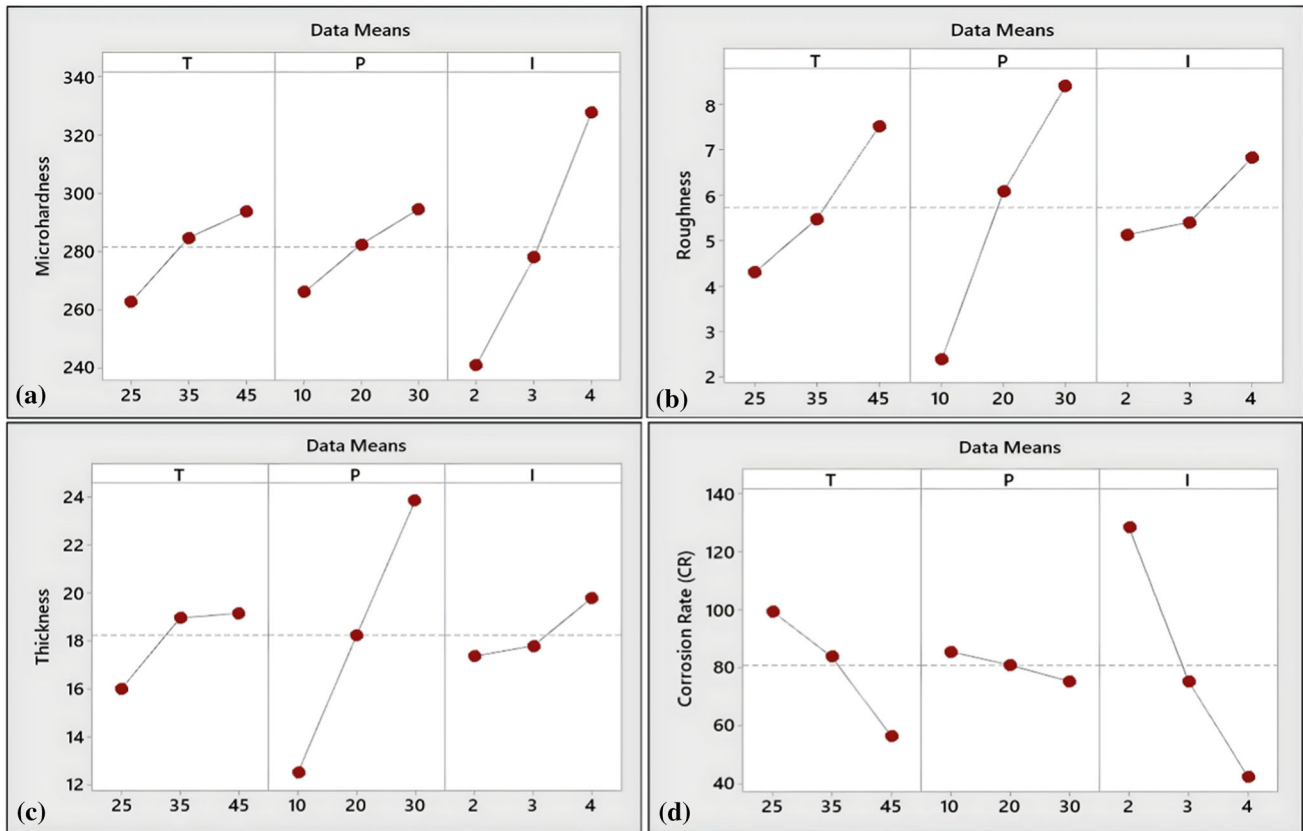 Data Means
T P I
Microhardness
340
320
300
280
260
240
25 35 45 10 20 30 2 3 4
(a)
Data Means
T P I
Roughness
8
7
6
5
4
3
2
25 35 45 10 20 30 2 3 4
(b)
Data Means
T P I
Thickness
24
22
20
18
16
14
12
25 35 45 10 20 30 2 3 4
(c)
Data Means
T P I
Corrosion Rate (CR)
140
120
100
80
60
40
25 35 45 10 20 30 2 3 4
(d)